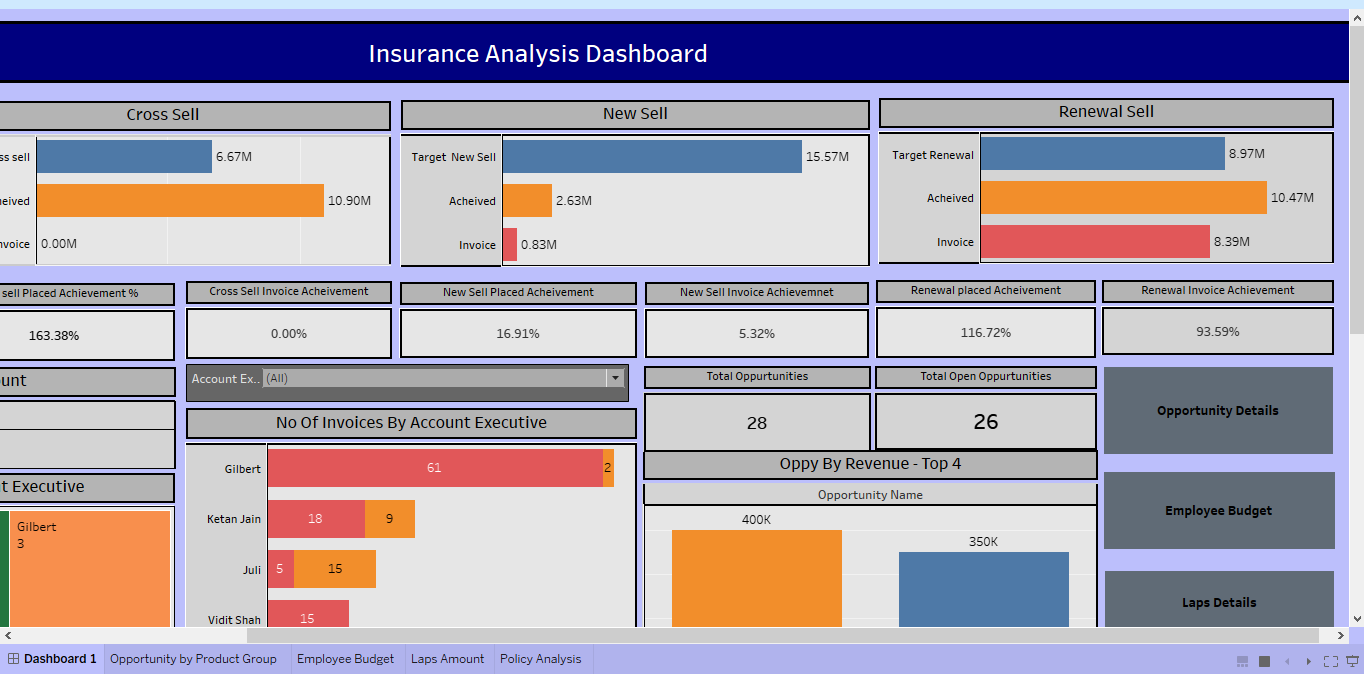 Insurance Analysis Dashboard
Cross Sell
New Sell
Renewal Sell
ss sell
6.67M
eived
10.90M
nvoice
0.00M
Target New Sell
15.57M
Acheived
2.63M
Invoice
0.83M
Target Renewal
8.97M
Acheived
10.47M
Invoice
8.39M
sell Placed Achievement %
Cross Sell Invoice Acheivement
New Sell Placed Acheivement
New Sell Invoice Achievemnet
Renewal placed Acheivement
Renewal Invoice Achievement
163.38%
0.00%
16.91%
5.32%
116.72%
93.59%
unt
Account Ex..
(All)
Total Oppurtunities
Total Open Oppurtunities
28
26
Opportunity Details
No Of Invoices By Account Executive
Oppy By Revenue - Top 4
Opportunity Name
t Executive
Gilbert
3
Gilbert
61
2
Ketan Jain
18
9
Juli
5
15
Vidit Shah
15
400K
350K
Employee Budget
Laps Details
Dashboard 1
Opportunity by Product Group
Employee Budget
Laps Amount
Policy Analysis